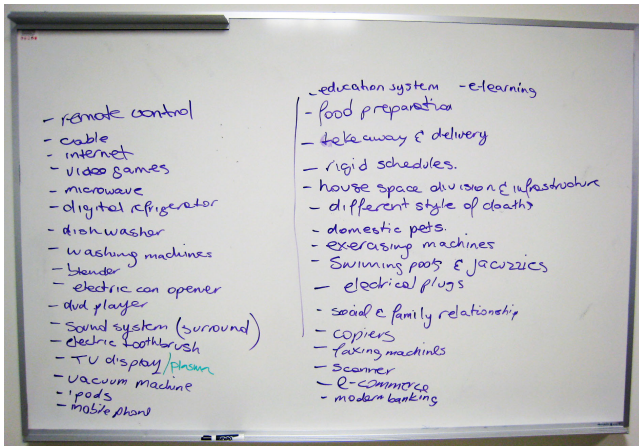 - remote control
- cable
- internet
- video games
- microwave
- digital refrigerator
- dishwasher
- washing machines
- blender
- electric can opener
- dvd player
- sound system (surround)
- electric toothbrush
- TV display/plasma
- vacuum machine
- ipods
- mobile phone
- education system - e-learning
- food preparation
- takeaway & delivery
- rigid schedules.
- house space division & infrastructure
- different style of deaths
- domestic pets.
- exercising machines
- Swimming pools & jacuzzies
- electrical plugs
- social & family relationship
- copiers
- faxing machines
- scanner
- e-commerce
- modern banking